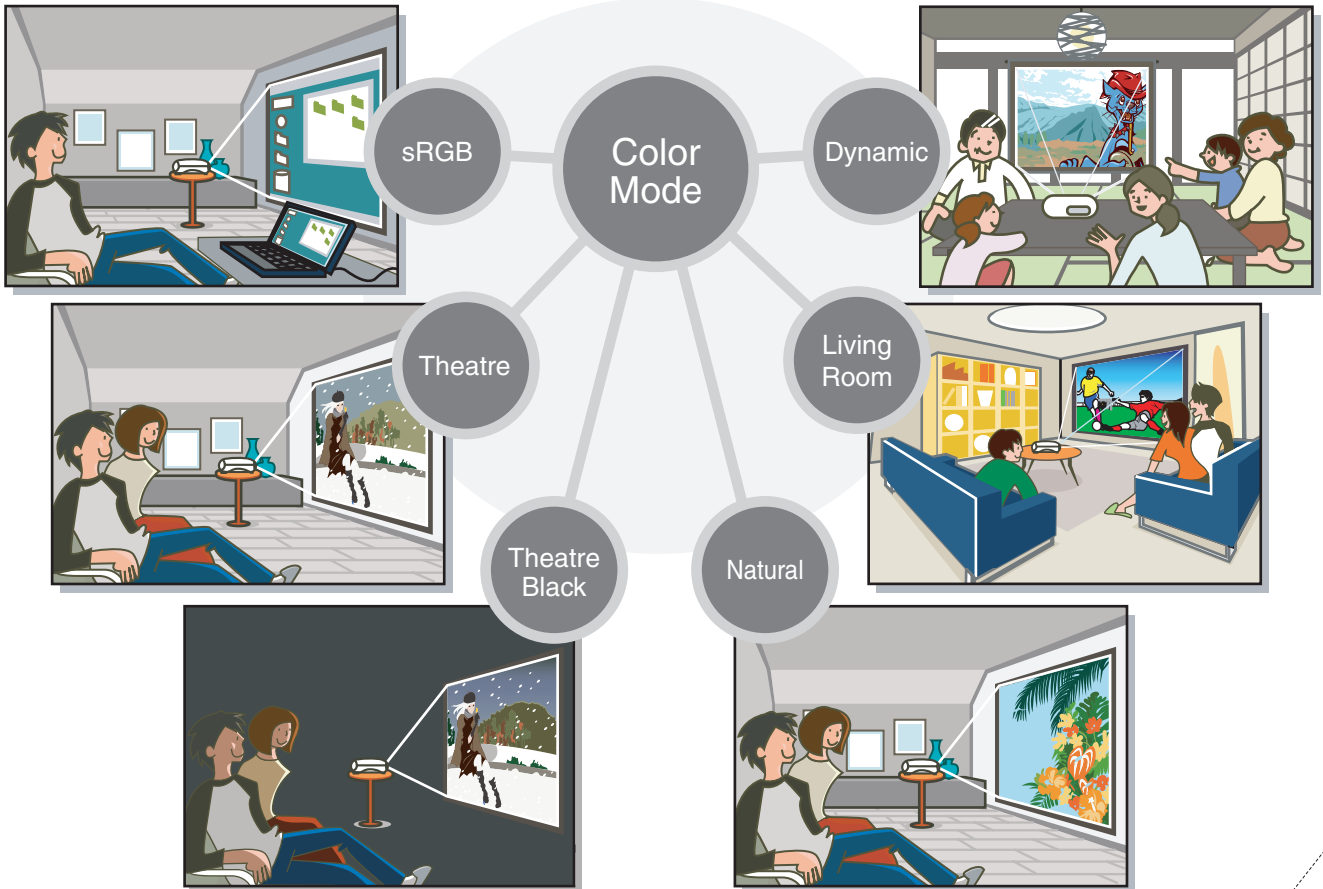 Color
Mode
sRGB
Dynamic
Theatre
Living
Room
Theatre
Black
Natural